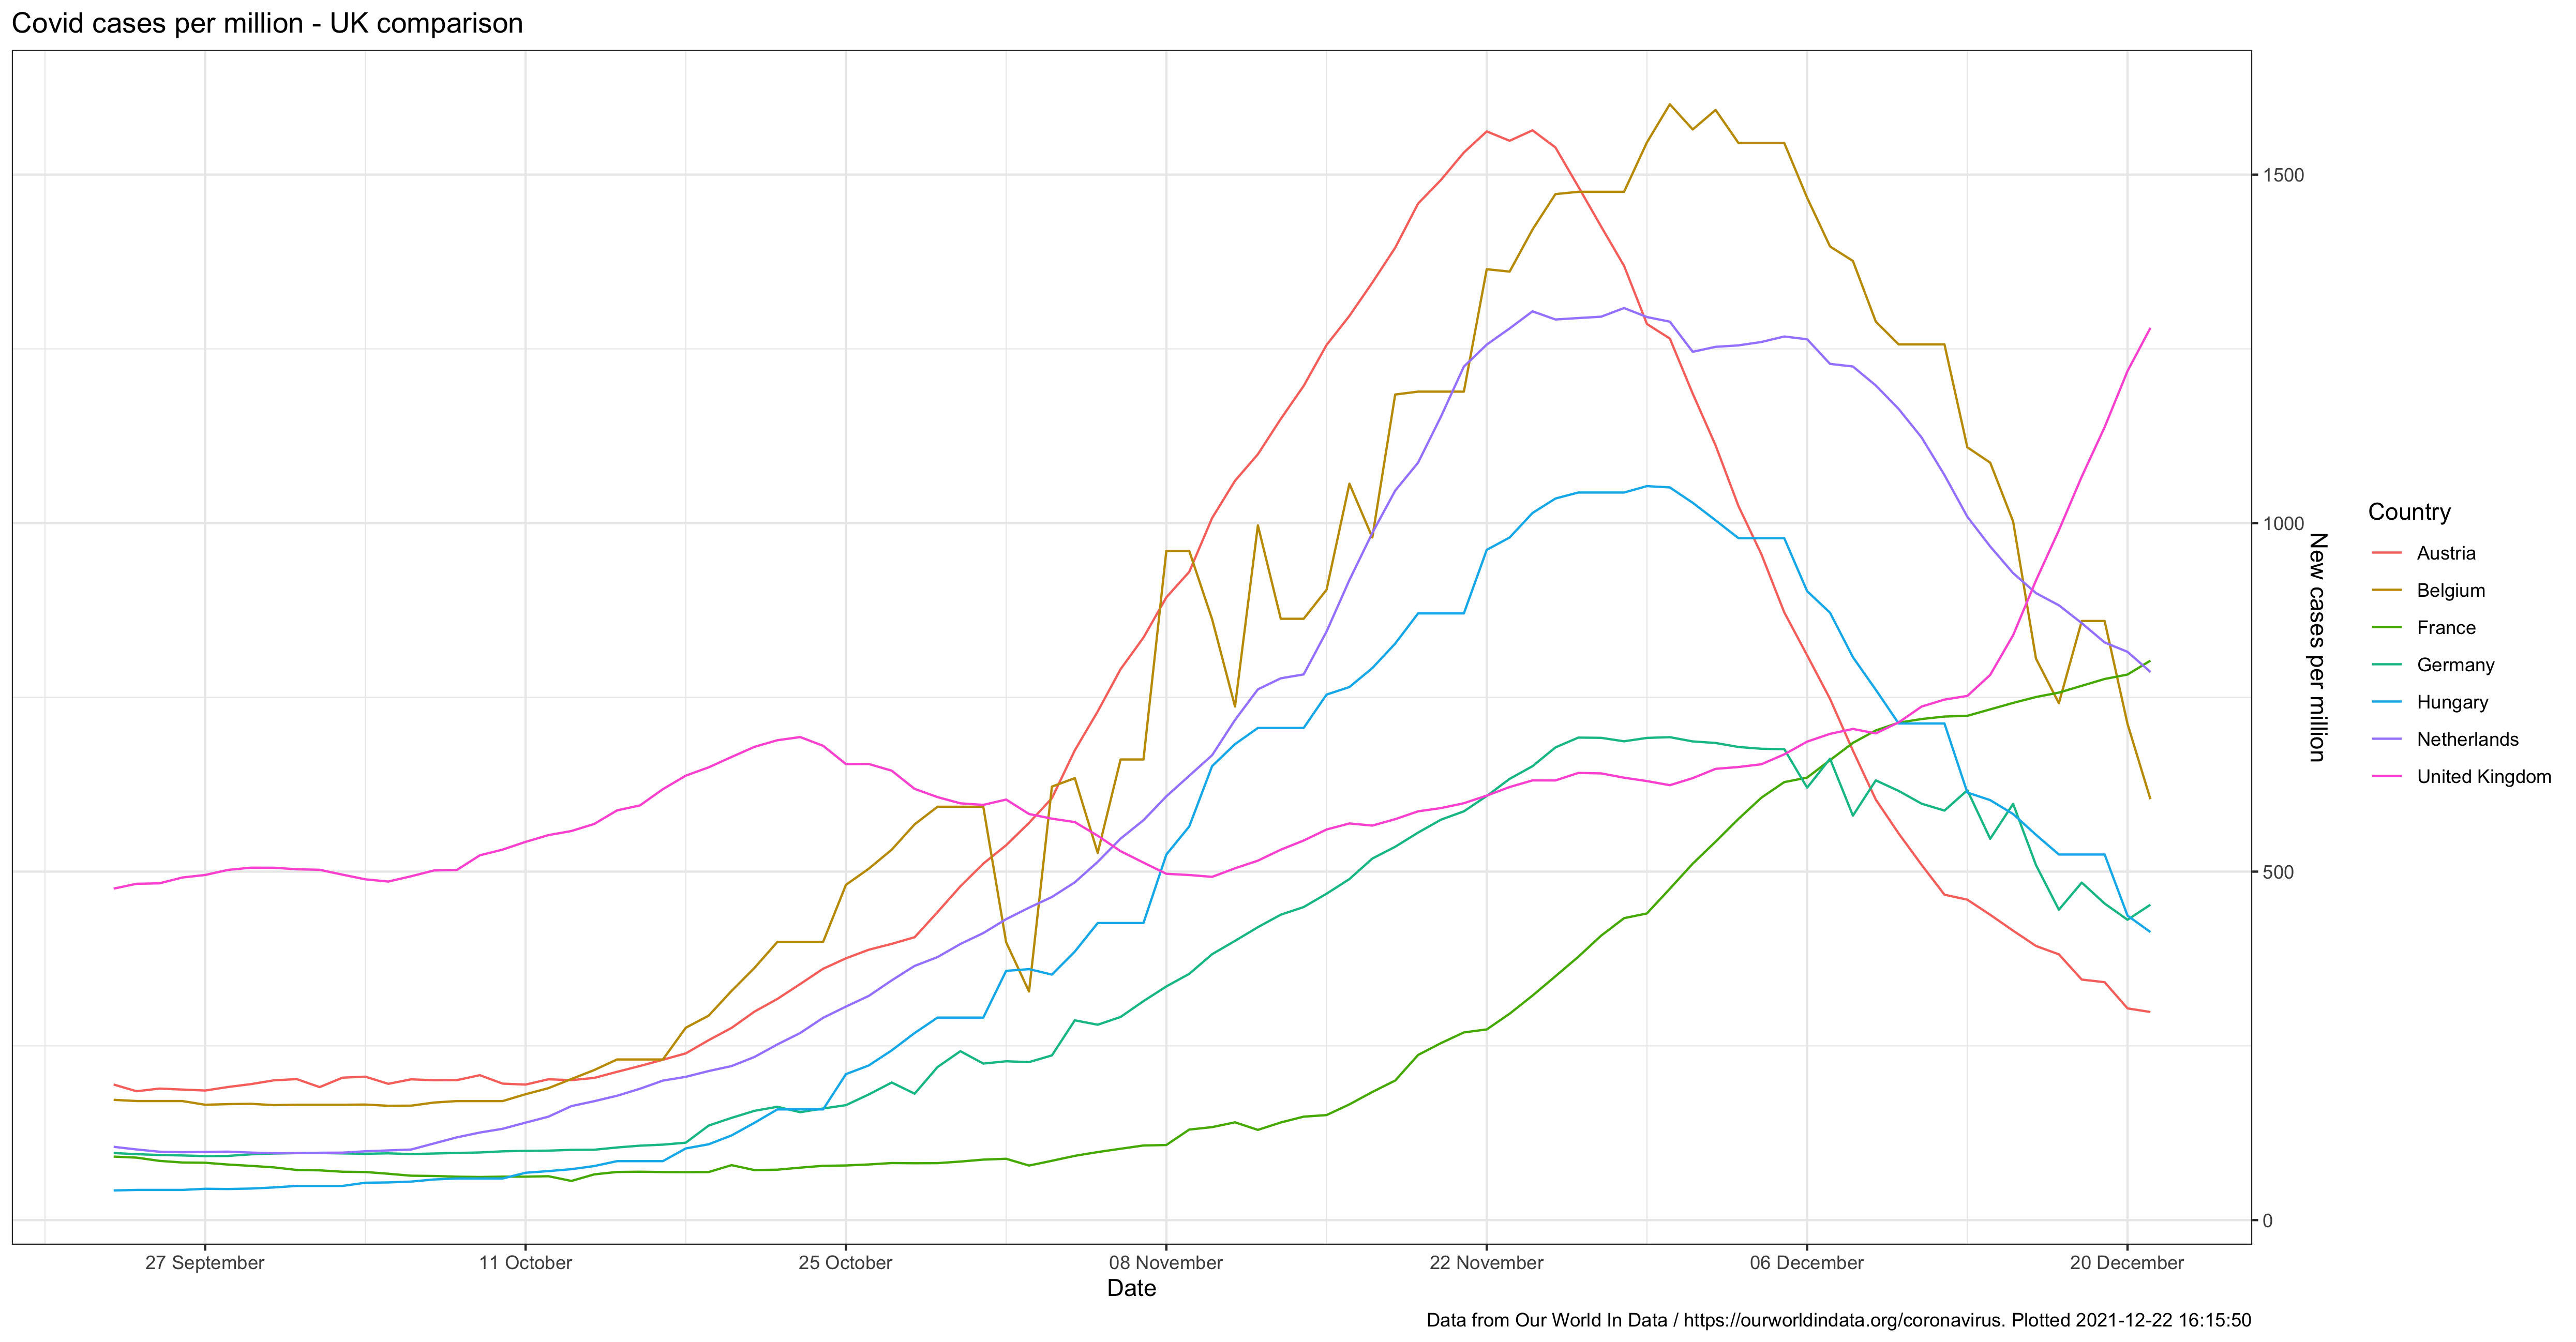 Covid cases per million - UK comparison
1500
1000
500
0
New cases per million
27 September
11 October
25 October
08 November
22 November
06 December
20 December
Date
Country
Austria
Belgium
France
Germany
Hungary
Netherlands
United Kingdom
Data from Our World In Data / https://ourworldindata.org/coronavirus. Plotted 2021-12-22 16:15:50